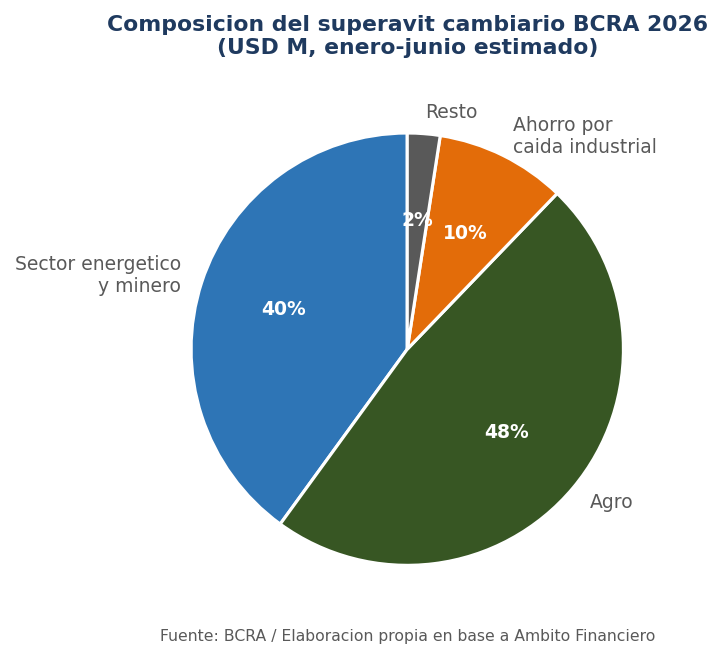 Composicion del superavit cambiario BCRA 2026
(USD M, enero-junio estimado)
Resto
Ahorro por
caida industrial
2%
10%
Sector energetico
y minero
40%
48%
Agro
Fuente: BCRA / Elaboracion propia en base a Ambito Financiero